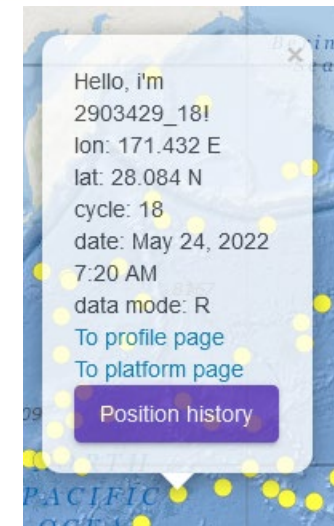 ×
Hello, i'm
2903429_18!
lon: 171.432 E
lat: 28.084 N
cycle: 18
date: May 24, 2022
7:20 AM
data mode: R
To profile page
To platform page
Position history
PACIFIC